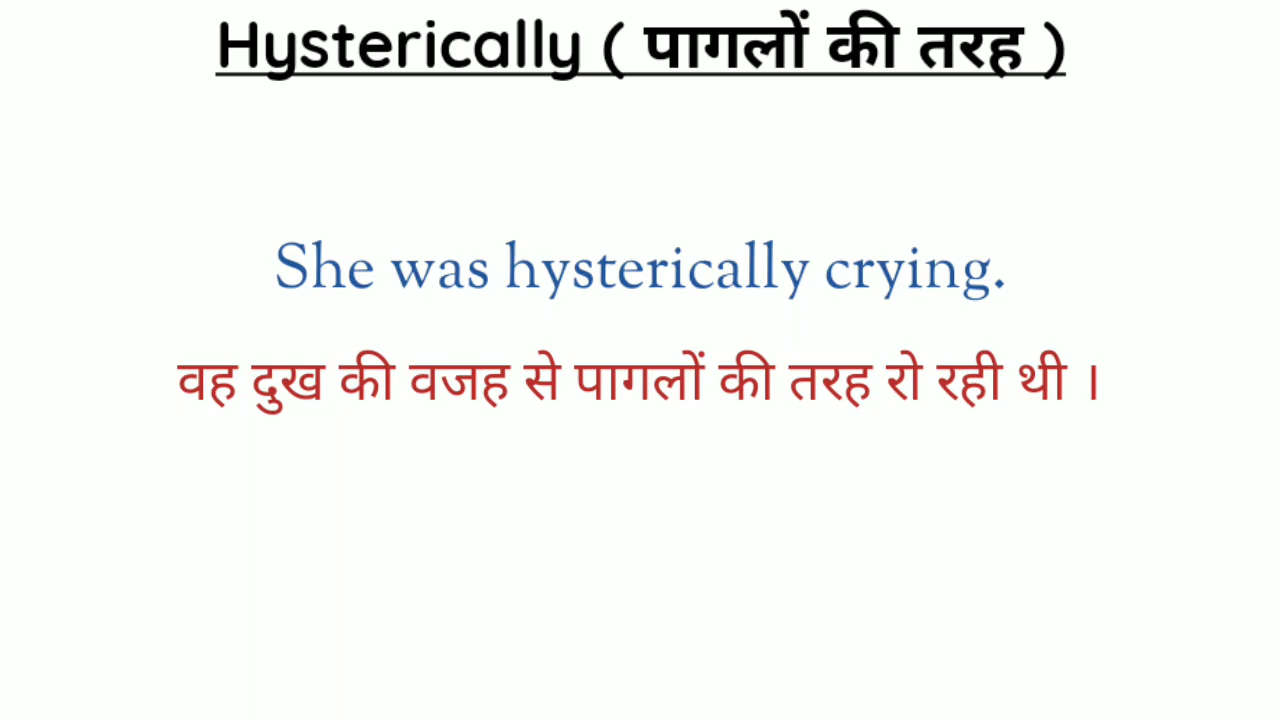 Hysterically ( पागलों की तरह )
She was hysterically crying.
वह दुख की वजह से पागलों की तरह रो रही थी ।